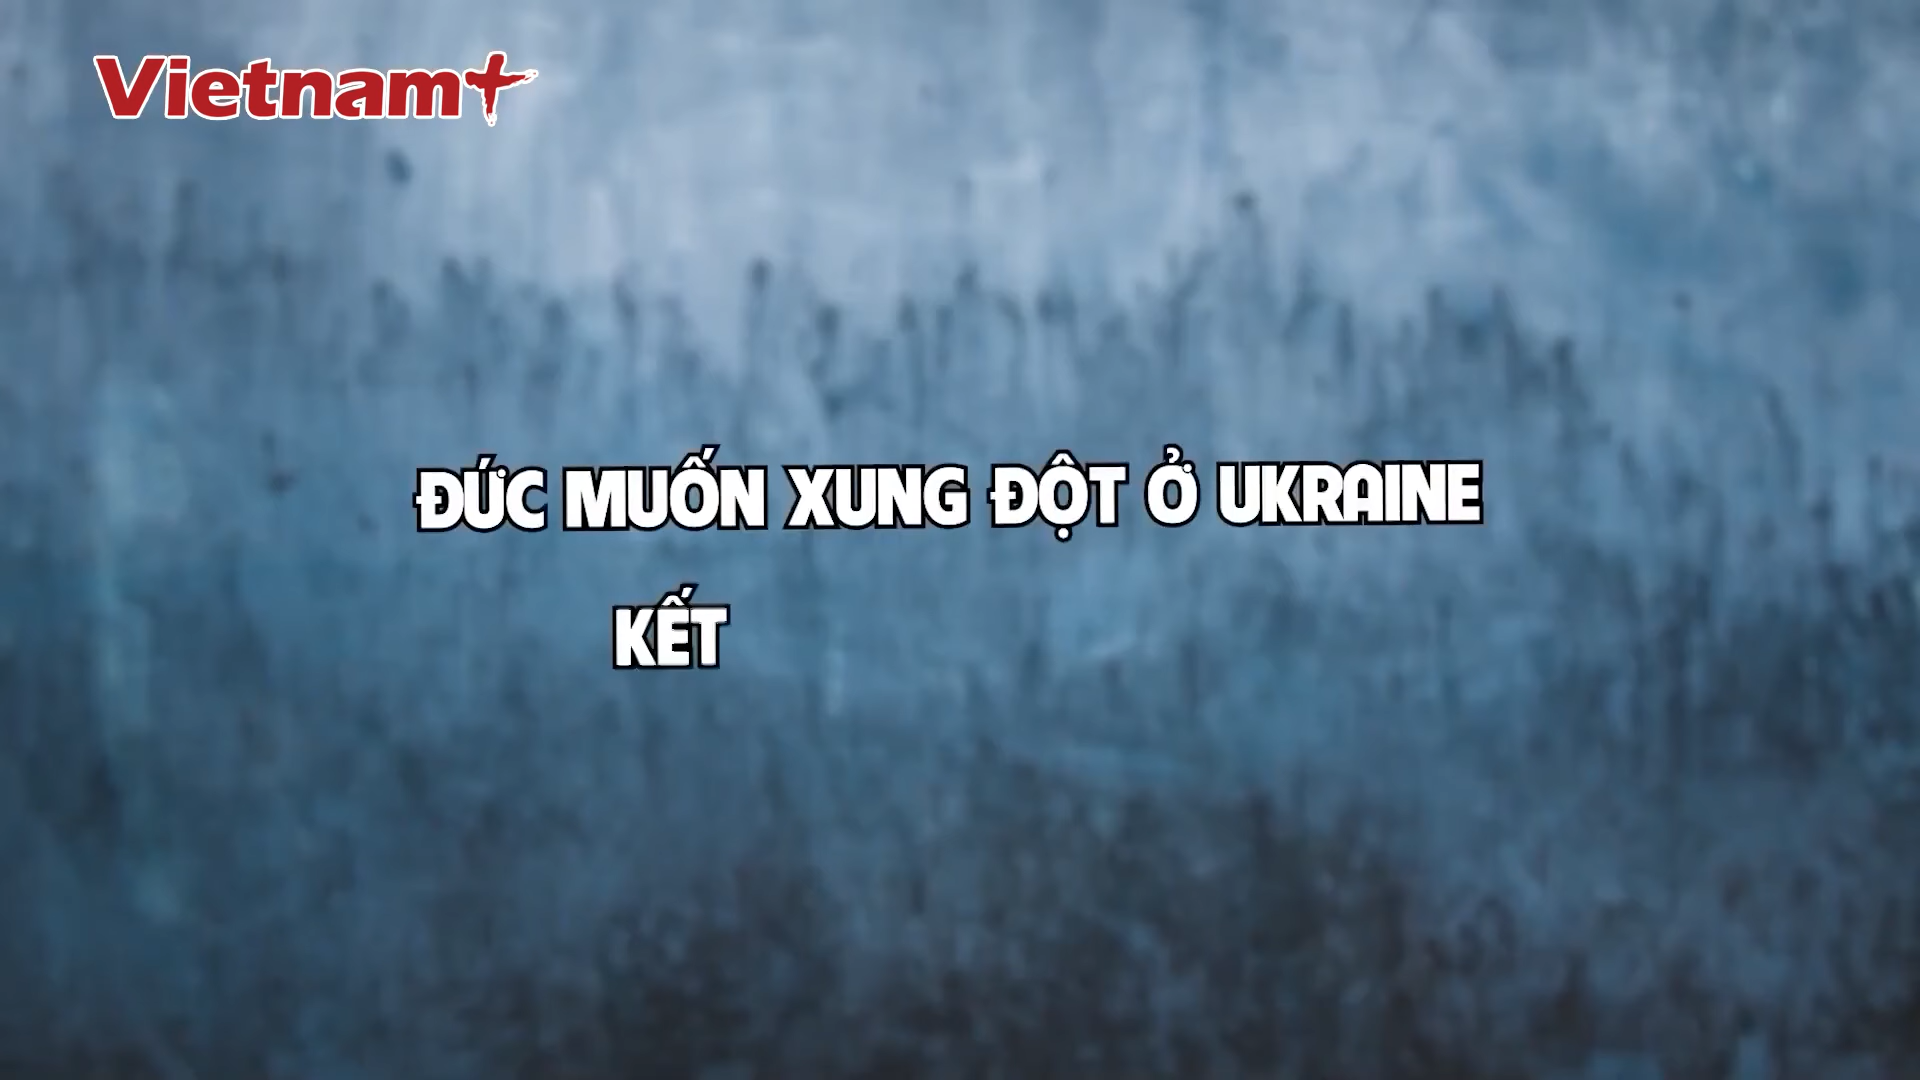 Vietnam+
ĐỨC MUỐN XUNG ĐỘT Ở UKRAINE
KẾT